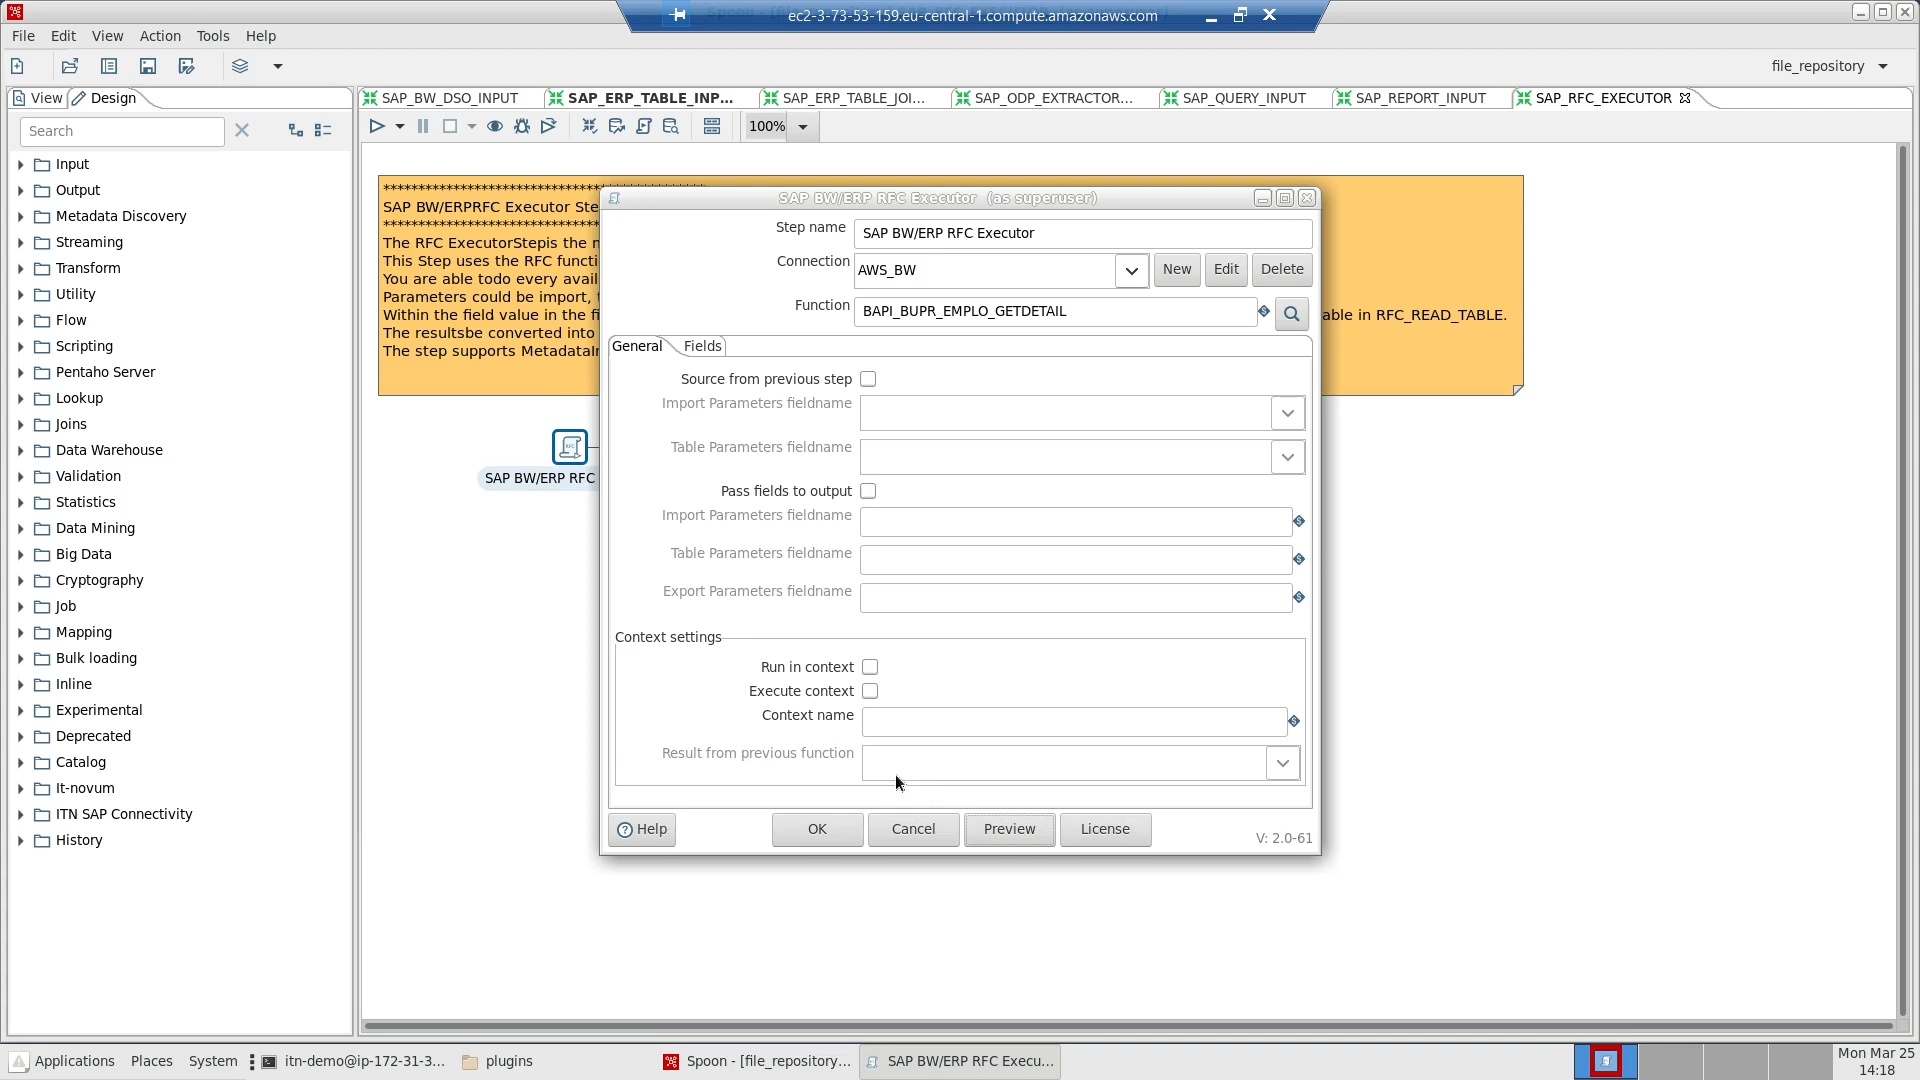 ec2-3-73-53-159.eu-central-1.compute.amazonaws.com
File Edit View Action Tools Help
file_repository
View Design
SAP_BW_DSO_INPUT SAP_ERP_TABLE_INP... SAP_ERP_TABLE_JOI... SAP_ODP_EXTRACTOR... SAP_QUERY_INPUT SAP_REPORT_INPUT SAP_RFC_EXECUTOR
Search
100%
Input
Output
Metadata Discovery
Streaming
Transform
Utility
Flow
Scripting
Pentaho Server
Lookup
Joins
Data Warehouse
Validation
Statistics
Data Mining
Big Data
Cryptography
Job
Mapping
Bulk loading
Inline
Experimental
Deprecated
Catalog
It-novum
ITN SAP Connectivity
History
SAP BW/ERPRFC Executor Ste
The RFC ExecutorStepis the
This Step uses the RFC functi
You are able todo every avail
Parameters could be import,
Within the field value in the fi
able in RFC_READ_TABLE.
The resultsbe converted into
The step supports MetadataI
SAP BW/ERP RFC
SAP BW/ERP RFC Executor (as superuser)
Step name SAP BW/ERP RFC Executor
Connection AWS_BW New Edit Delete
Function BAPI_BUPR_EMPLO_GETDETAIL
General Fields
Source from previous step
Import Parameters fieldname
Table Parameters fieldname
Pass fields to output
Import Parameters fieldname
Table Parameters fieldname
Export Parameters fieldname
Context settings
Run in context
Execute context
Context name
Result from previous function
Help OK Cancel Preview License
V: 2.0-61
Applications Places System itn-demo@ip-172-31-3... plugins Spoon - [file_repository... SAP BW/ERP RFC Execu...
Mon Mar 25
14:18